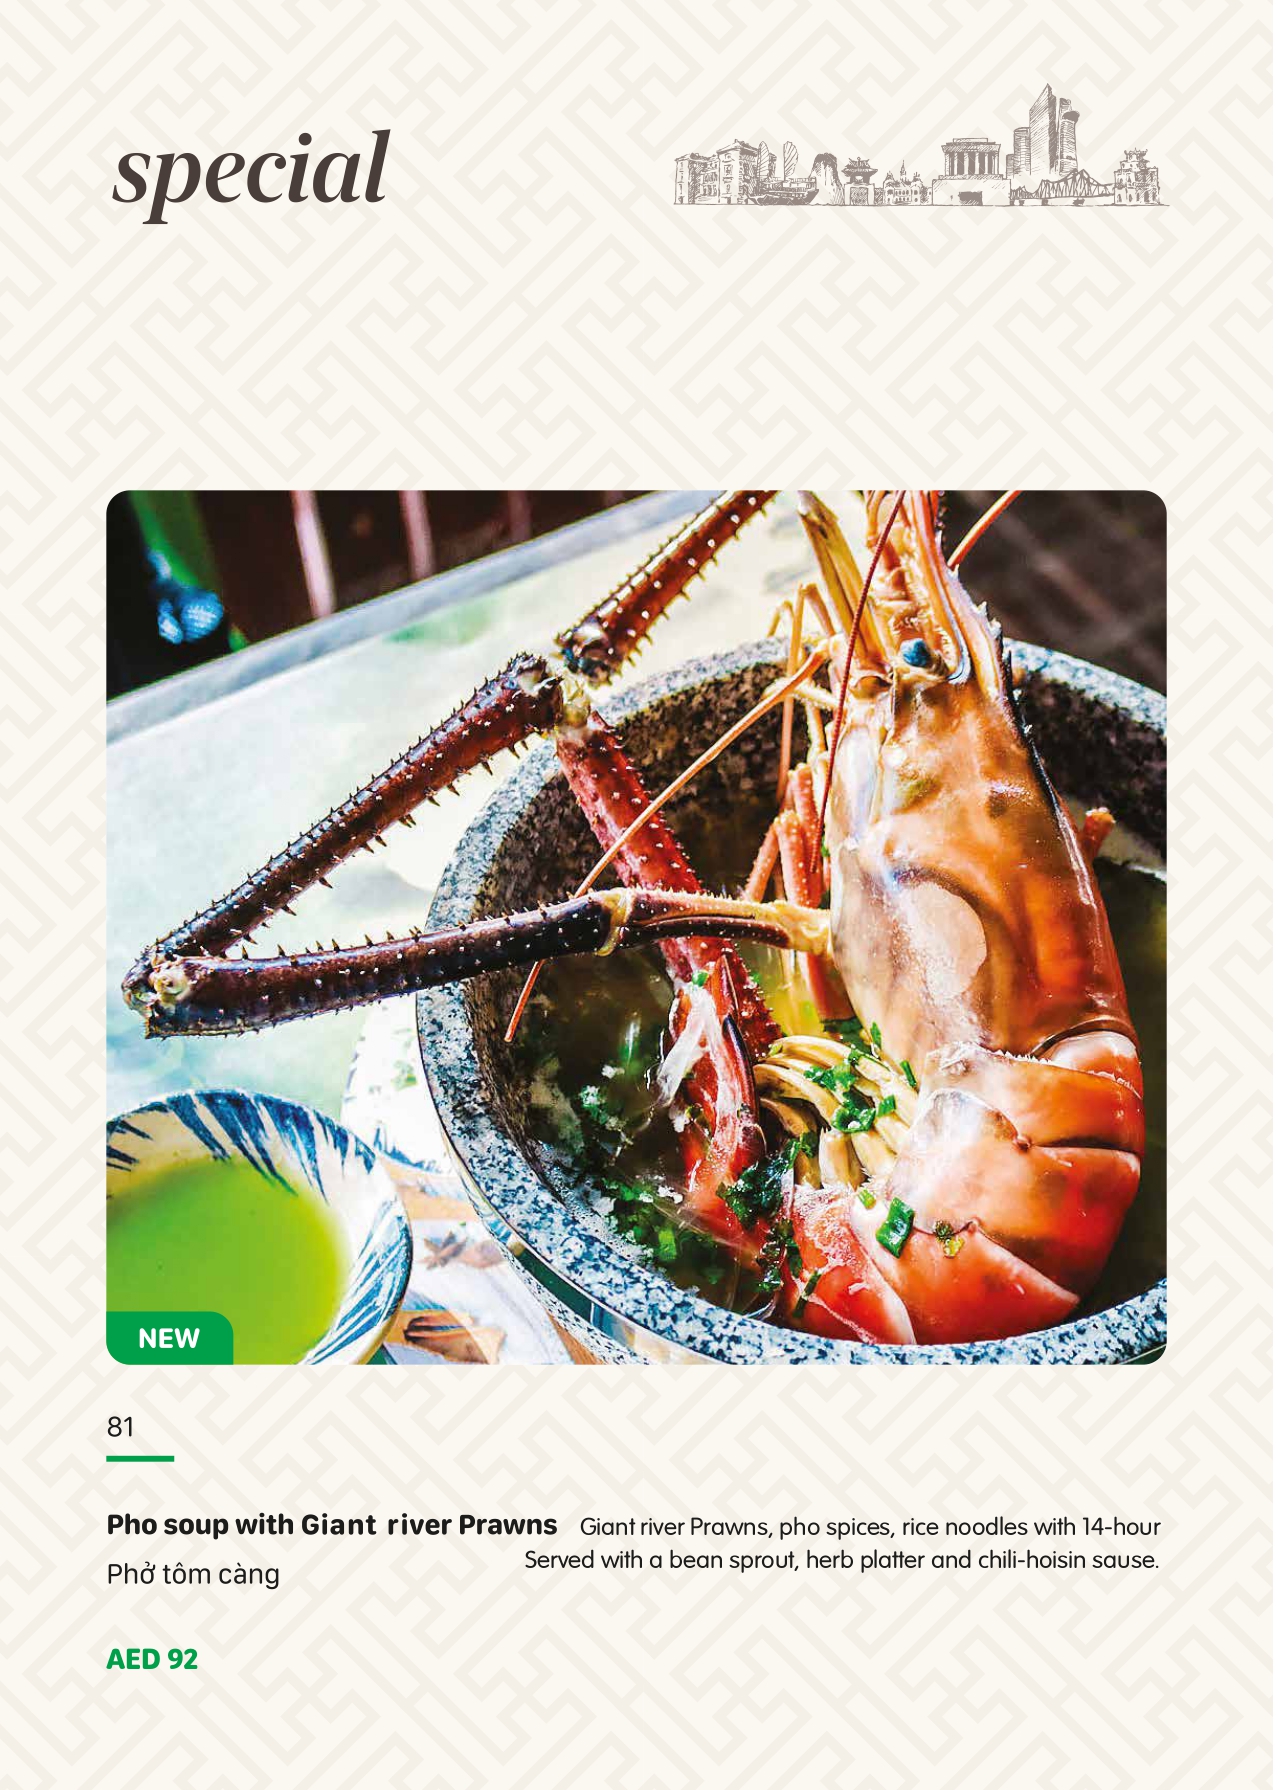 special
NEW
81
Pho soup with Giant river Prawns
Phở tôm càng
Giant river Prawns, pho spices, rice noodles with 14-hour
Served with a bean sprout, herb platter and chili-hoisin sause.
AED 92